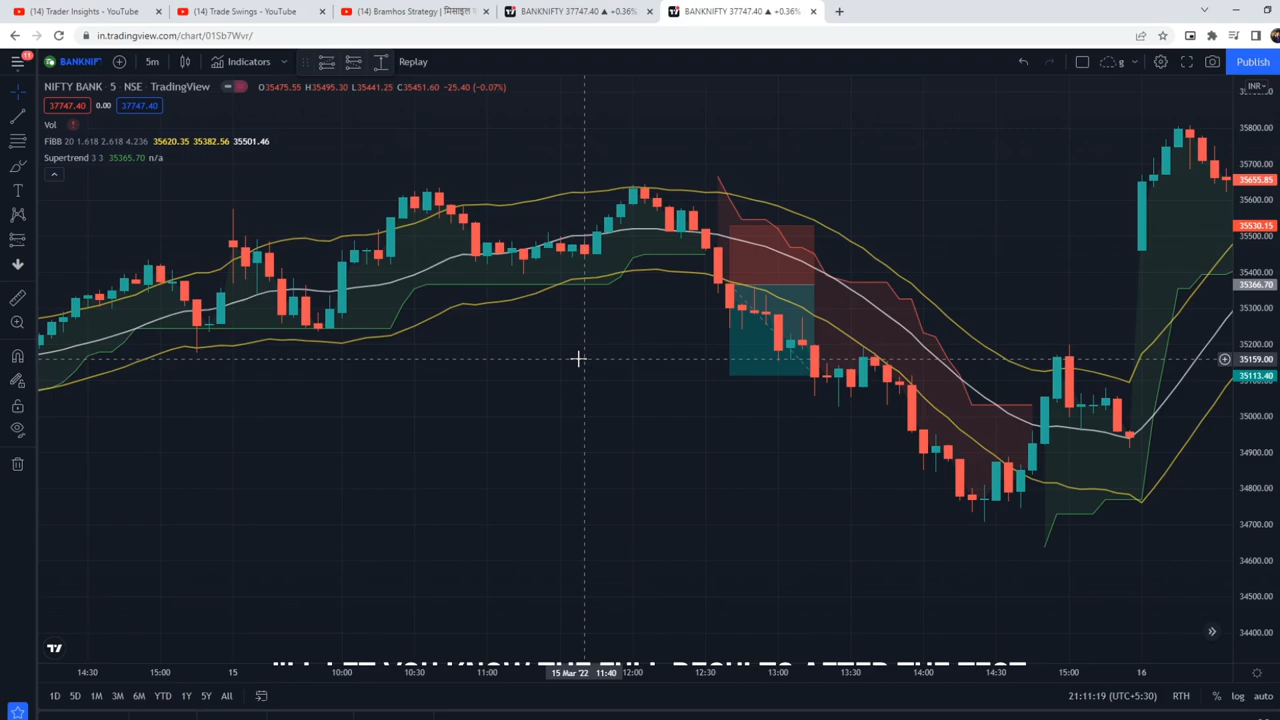 (14) Trader Insights - YouTube
(14) Trade Swings - YouTube
(14) Bramhos Strategy | मिसाइल
BANKNIFTY 37747.40 ▲ +0.36%
BANKNIFTY 37747.40 ▲ +0.36%
in.tradingview.com/chart/01Sb7Wvr/
11
BANKNIF
5m
Indicators
Replay
g
Publish
NIFTY BANK · 5 · NSE TradingView
O35475.55 H35495.30 L35441.25 C35451.60 -25.40 (-0.07%)
INR
37747.40 0.00 37747.40
Vol
FiBB 20 1.618 2.618 4.236 35620.35 35382.56 35501.46
Supertrend 3 3 35365.70 n/a
35800.00
35700.00
35655.85
35600.00
35530.15
35500.00
35400.00
35366.70
35300.00
35200.00
35159.00
35113.40
35000.00
34900.00
34800.00
34700.00
34600.00
34500.00
34400.00
14:30 15:00 15 10:00 10:30 11:00 15 Mar '22 11:40 12:00 12:30 13:00 13:30 14:00 14:30 15:00 16
1D 5D 1M 3M 6M YTD 1Y 5Y All
21:11:19 (UTC+5:30) RTH % log auto